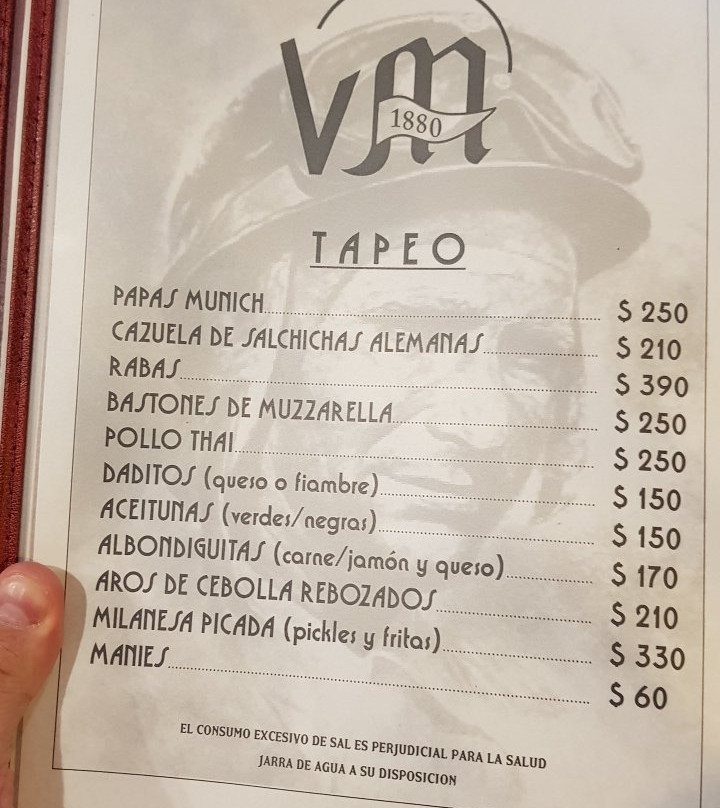 VM
1880
TAPEO
PAPAS MUNICH $ 250
CAZUELA DE SALCHICHAS ALEMANAS $ 210
RABAS $ 390
BASTONES DE MUZZARELLA $ 250
POLLO THAI $ 250
DADITOS (queso o fiambre) $ 150
ACEITUNAS (verdes/negras) $ 150
ALBONDIGUITAS (carne/jamón y queso) $ 170
AROS DE CEBOLLA REBOZADOS $ 210
MILANESA PICADA (pickles y fritas) $ 330
MANIES $ 60
EL CONSUMO EXCESIVO DE SAL ES PERJUDICIAL PARA LA SALUD
JARRA DE AGUA A SU DISPOSICION